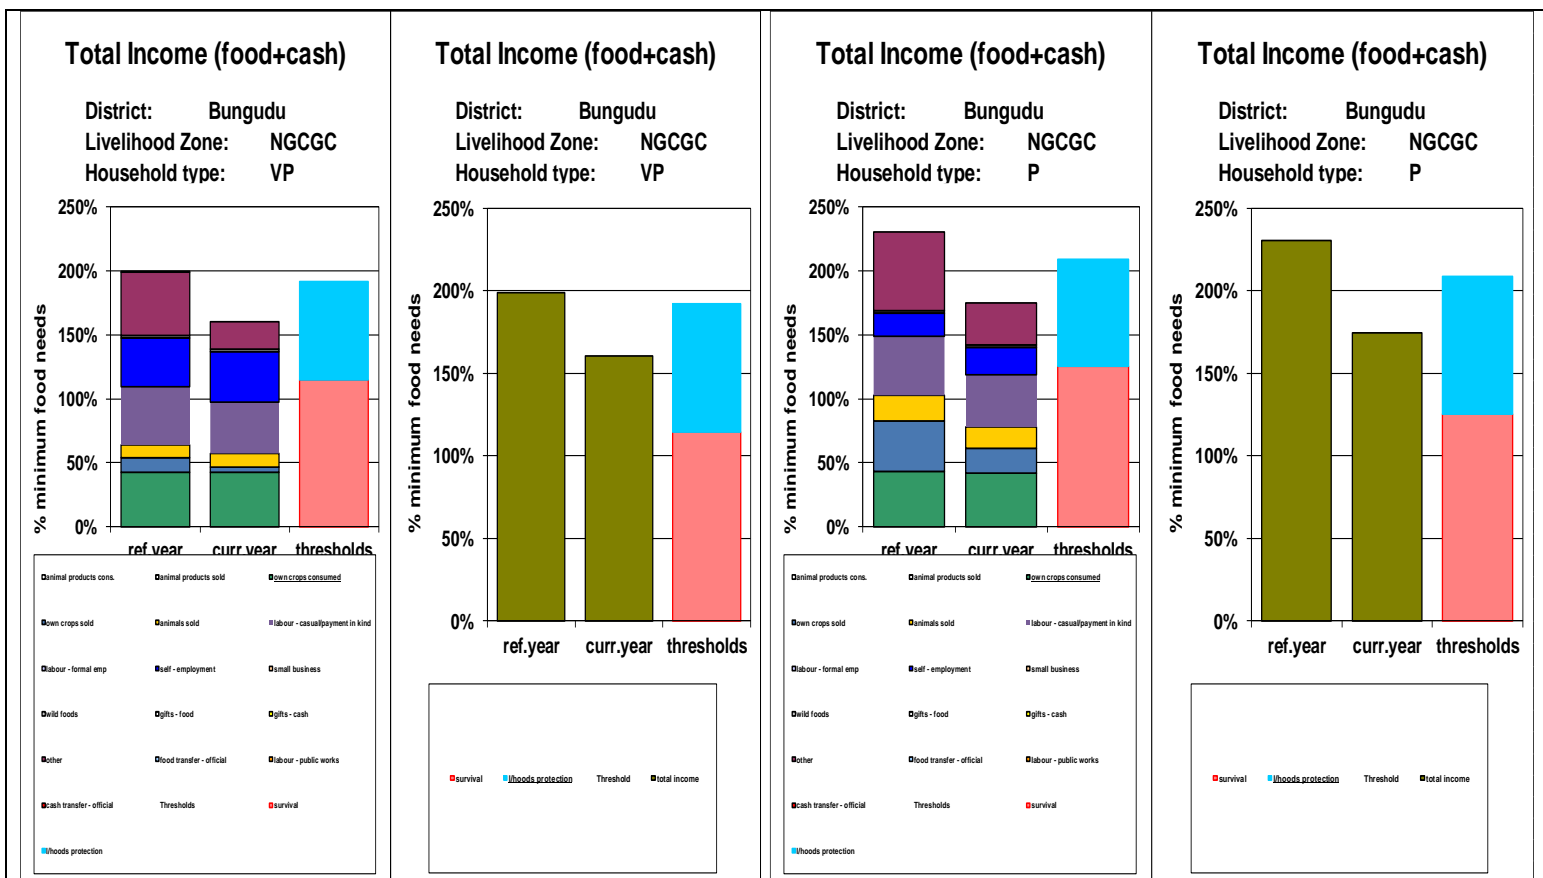 Total Income (food+cash)
District: Bungudu
Livelihood Zone: NGCGC
Household type: VP
250%
200%
150%
100%
50%
0%
% minimum food needs
ref.year curr.year thresholds
animal products cons. animal products sold own crops consumed
own crops sold animals sold labour - casual/payment in kind
labour - formal emp self - employment small business
wild foods gifts - food gifts - cash
other food transfer - official labour - public works
cash transfer - official Thresholds survival
l/hoods protection
Total Income (food+cash)
District: Bungudu
Livelihood Zone: NGCGC
Household type: VP
250%
200%
150%
100%
50%
0%
% minimum food needs
ref.year curr.year thresholds
survival l/hoods protection Threshold total income
Total Income (food+cash)
District: Bungudu
Livelihood Zone: NGCGC
Household type: P
250%
200%
150%
100%
50%
0%
% minimum food needs
ref.year curr.year thresholds
animal products cons. animal products sold own crops consumed
own crops sold animals sold labour - casual/payment in kind
labour - formal emp self - employment small business
wild foods gifts - food gifts - cash
other food transfer - official labour - public works
cash transfer - official Thresholds survival
l/hoods protection
Total Income (food+cash)
District: Bungudu
Livelihood Zone: NGCGC
Household type: P
250%
200%
150%
100%
50%
0%
% minimum food needs
ref.year curr.year thresholds
survival l/hoods protection Threshold total income